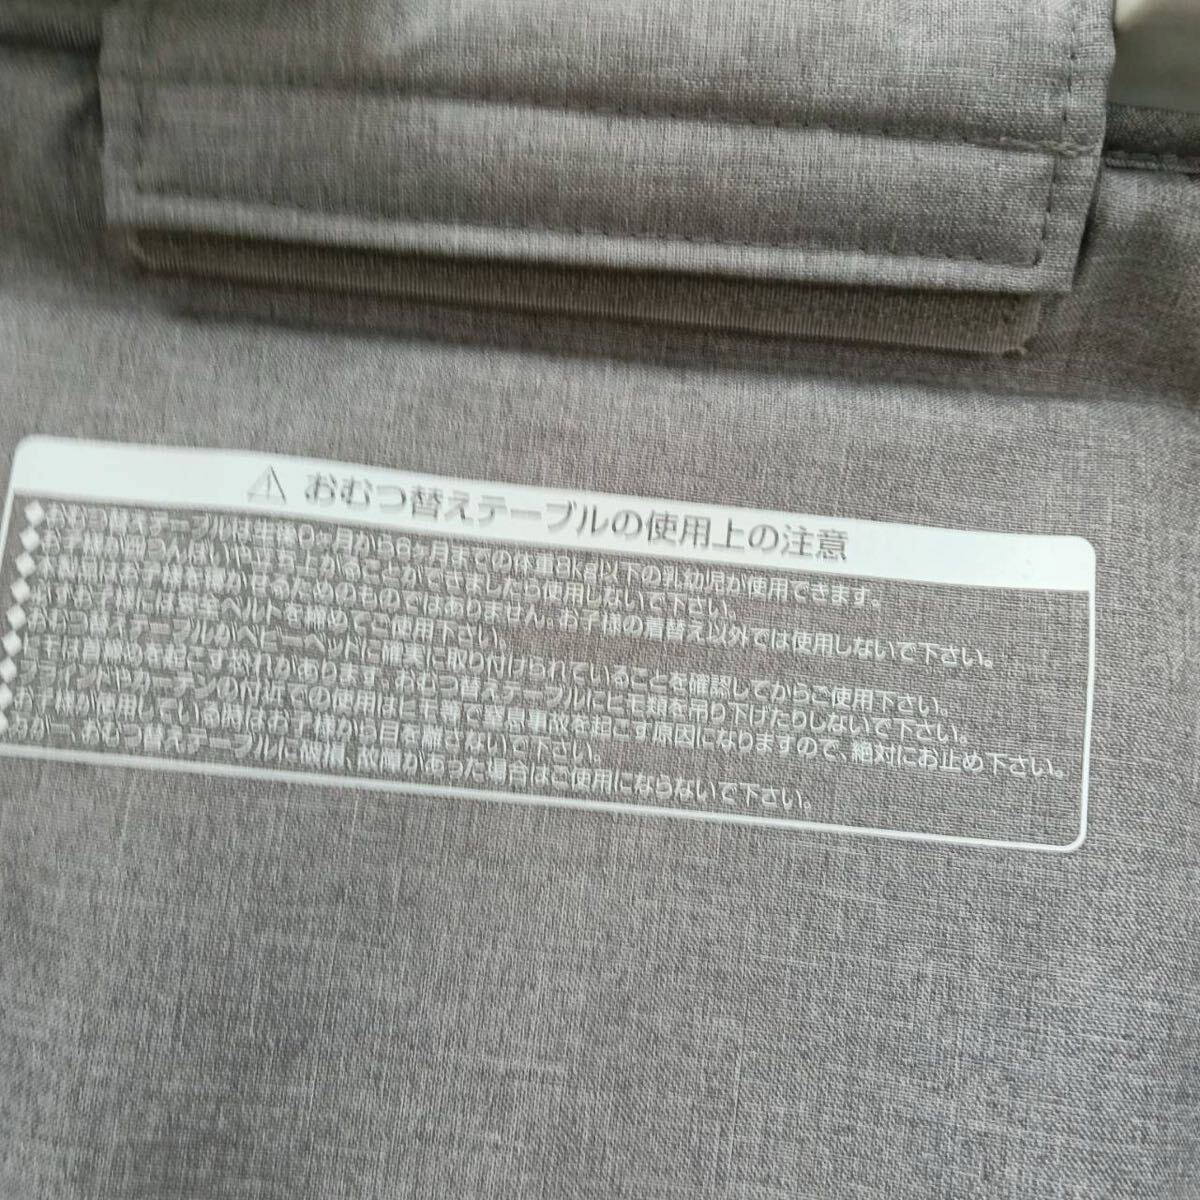 ⚠ おむつ替えテーブルの使用上の注意
◆おむつ替えテーブルは生後0ヶ月から6ヶ月までの体重8kg以下の乳幼児が使用できます。
◆お子様が四つんばいや立ち上がることができましたら使用しないで下さい。
本製品はお子様を寝かせるためのものではありません。お子様の着替え以外では使用しないで下さい。
お子様には安全ベルトを締めてご使用下さい。
◆おむつ替えテーブルがベビーベッドに確実に取り付けられていることを確認してからご使用下さい。
は首締めを起こす恐れがあります、おむつ替えテーブルにヒモ類を吊り下げたりしないで下さい。
◆ブラインドやカーテンの付近での使用はヒモ等で窒息事故を起こす原因になりますので、絶対にお止め下さい。
◆お子様が使用している時はお子様から目を離さないで下さい。
万が一、おむつ替えテーブルに破損、故障があった場合はご使用にならないで下さい。